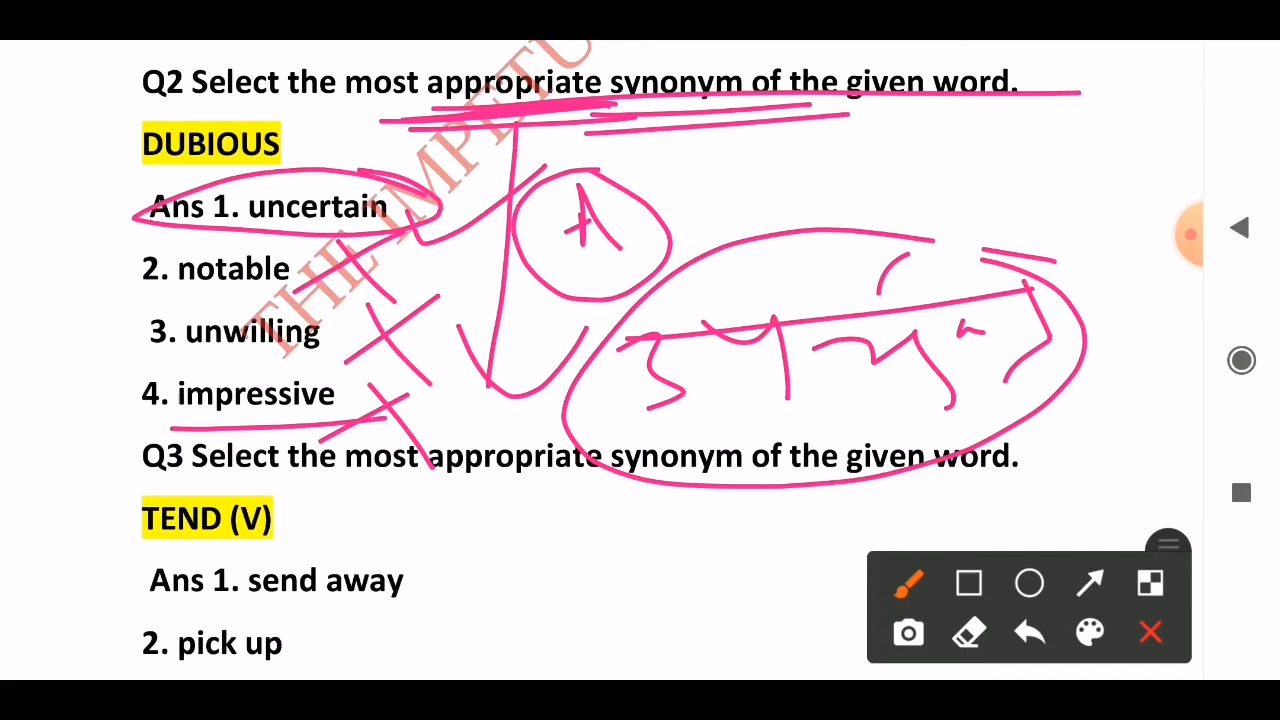 Q2 Select the most appropriate synonym of the given word.
DUBIOUS
Ans 1. uncertain
2. notable
3. unwilling
4. impressive
Q3 Select the most appropriate synonym of the given word.
TEND (V)
Ans 1. send away
2. pick up
THE IMPETU
A